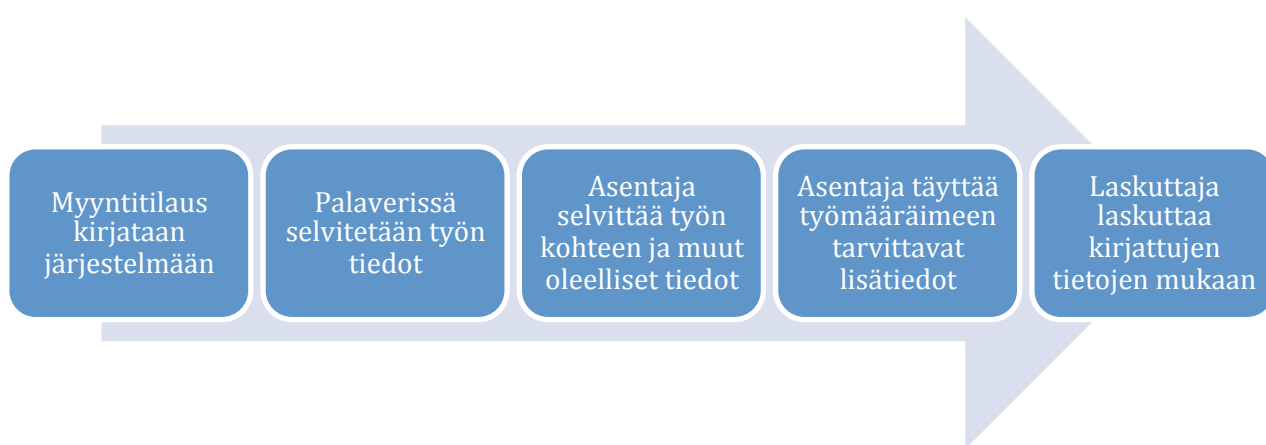 Myyntitilaus
kirjataan
järjestelmään
Palaverissä
selvitetään työn
tiedot
Asentaja
selvittää työn
kohteen ja muut
oleelliset tiedot
Asentaja täyttää
työmääräimeen
tarvittavat
lisätiedot
Laskuttaja
laskuttaa
kirjattujen
tietojen mukaan